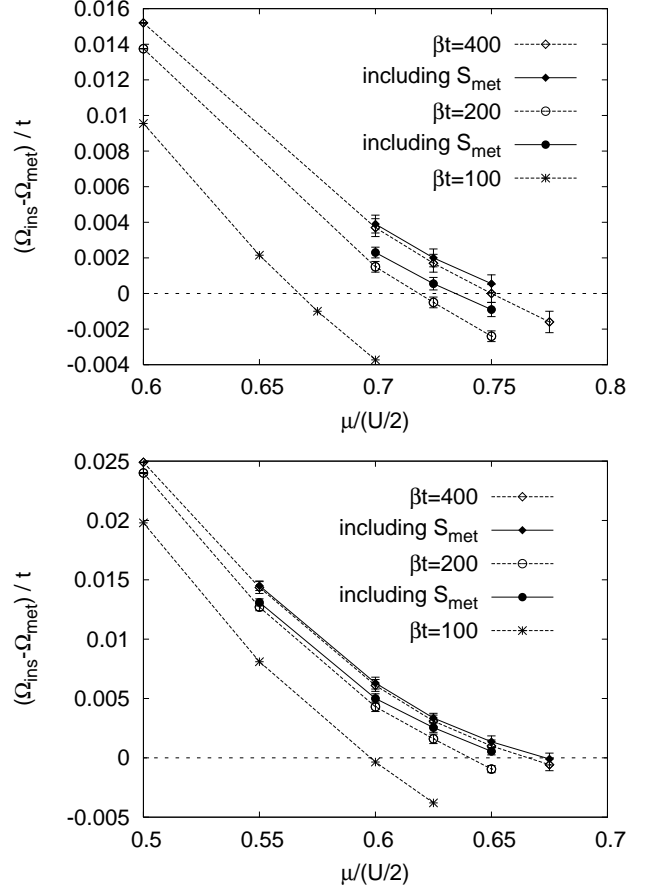 0.016
0.014
0.012
0.01
0.008
0.006
0.004
0.002
0
-0.002
-0.004
(Ωins-Ωmet) / t
βt=400
including Smet
βt=200
including Smet
βt=100
0.6 0.65 0.7 0.75 0.8
μ/(U/2)
0.025
0.02
0.015
0.01
0.005
0
-0.005
(Ωins-Ωmet) / t
βt=400
including Smet
βt=200
including Smet
βt=100
0.5 0.55 0.6 0.65 0.7
μ/(U/2)